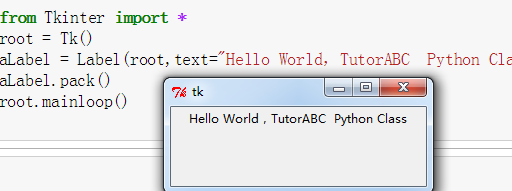 from Tkinter import *
root = Tk()
aLabel = Label(root,text="Hello World, TutorABC  Python Cla
aLabel.pack()
root.mainloop()
tk
Hello World , TutorABC  Python Class